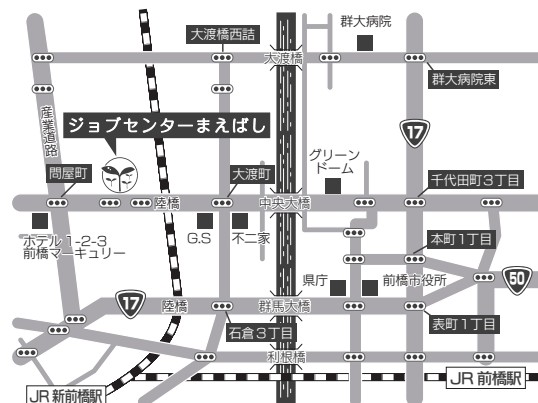 群大病院
大渡橋西詰
大渡橋
群大病院東
産業道路
17
ジョブセンターまえばし
グリーン
ドーム
問屋町
大渡町
千代田町3丁目
陸橋
中央大橋
ホテル1-2-3
前橋マーキュリー
G.S
不二家
本町1丁目
県庁
前橋市役所
50
17
陸橋
群馬大橋
石倉3丁目
表町1丁目
利根橋
JR 新前橋駅
JR 前橋駅